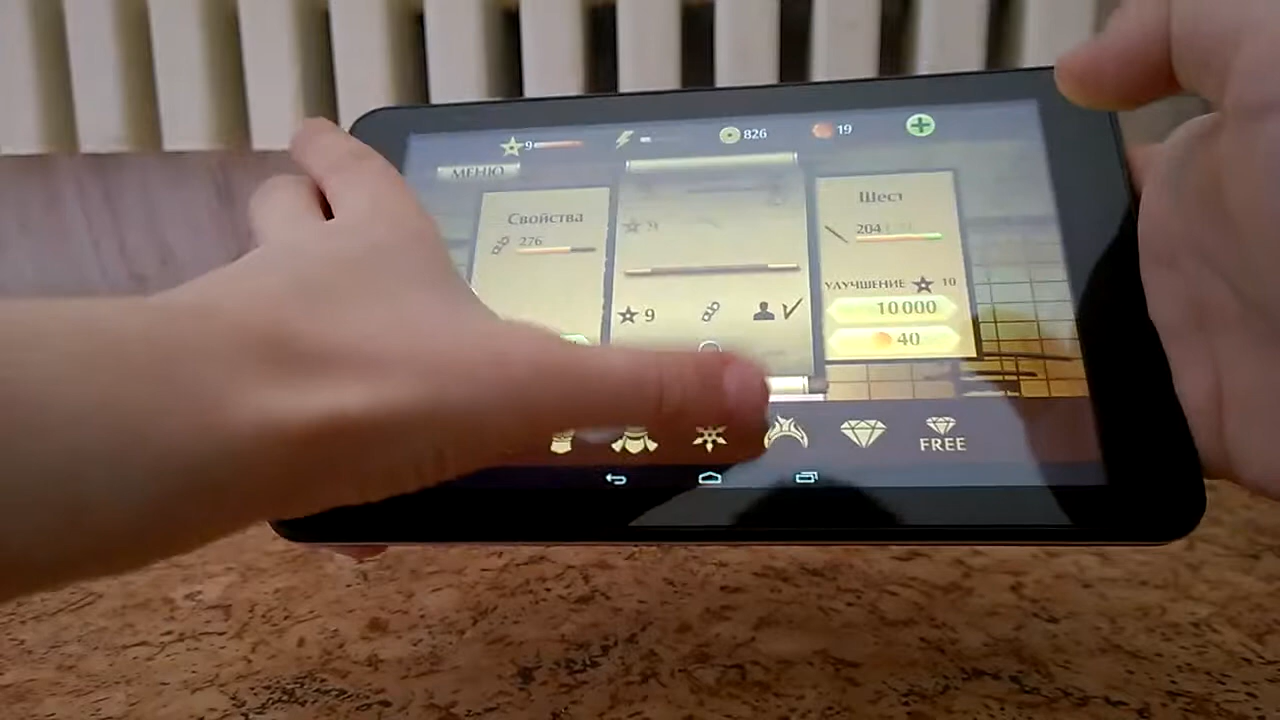 9
826
19
МЕНЮ
Свойства
276
9
Шест
204
УЛУЧШЕНИЕ 10
10 000
40
FREE